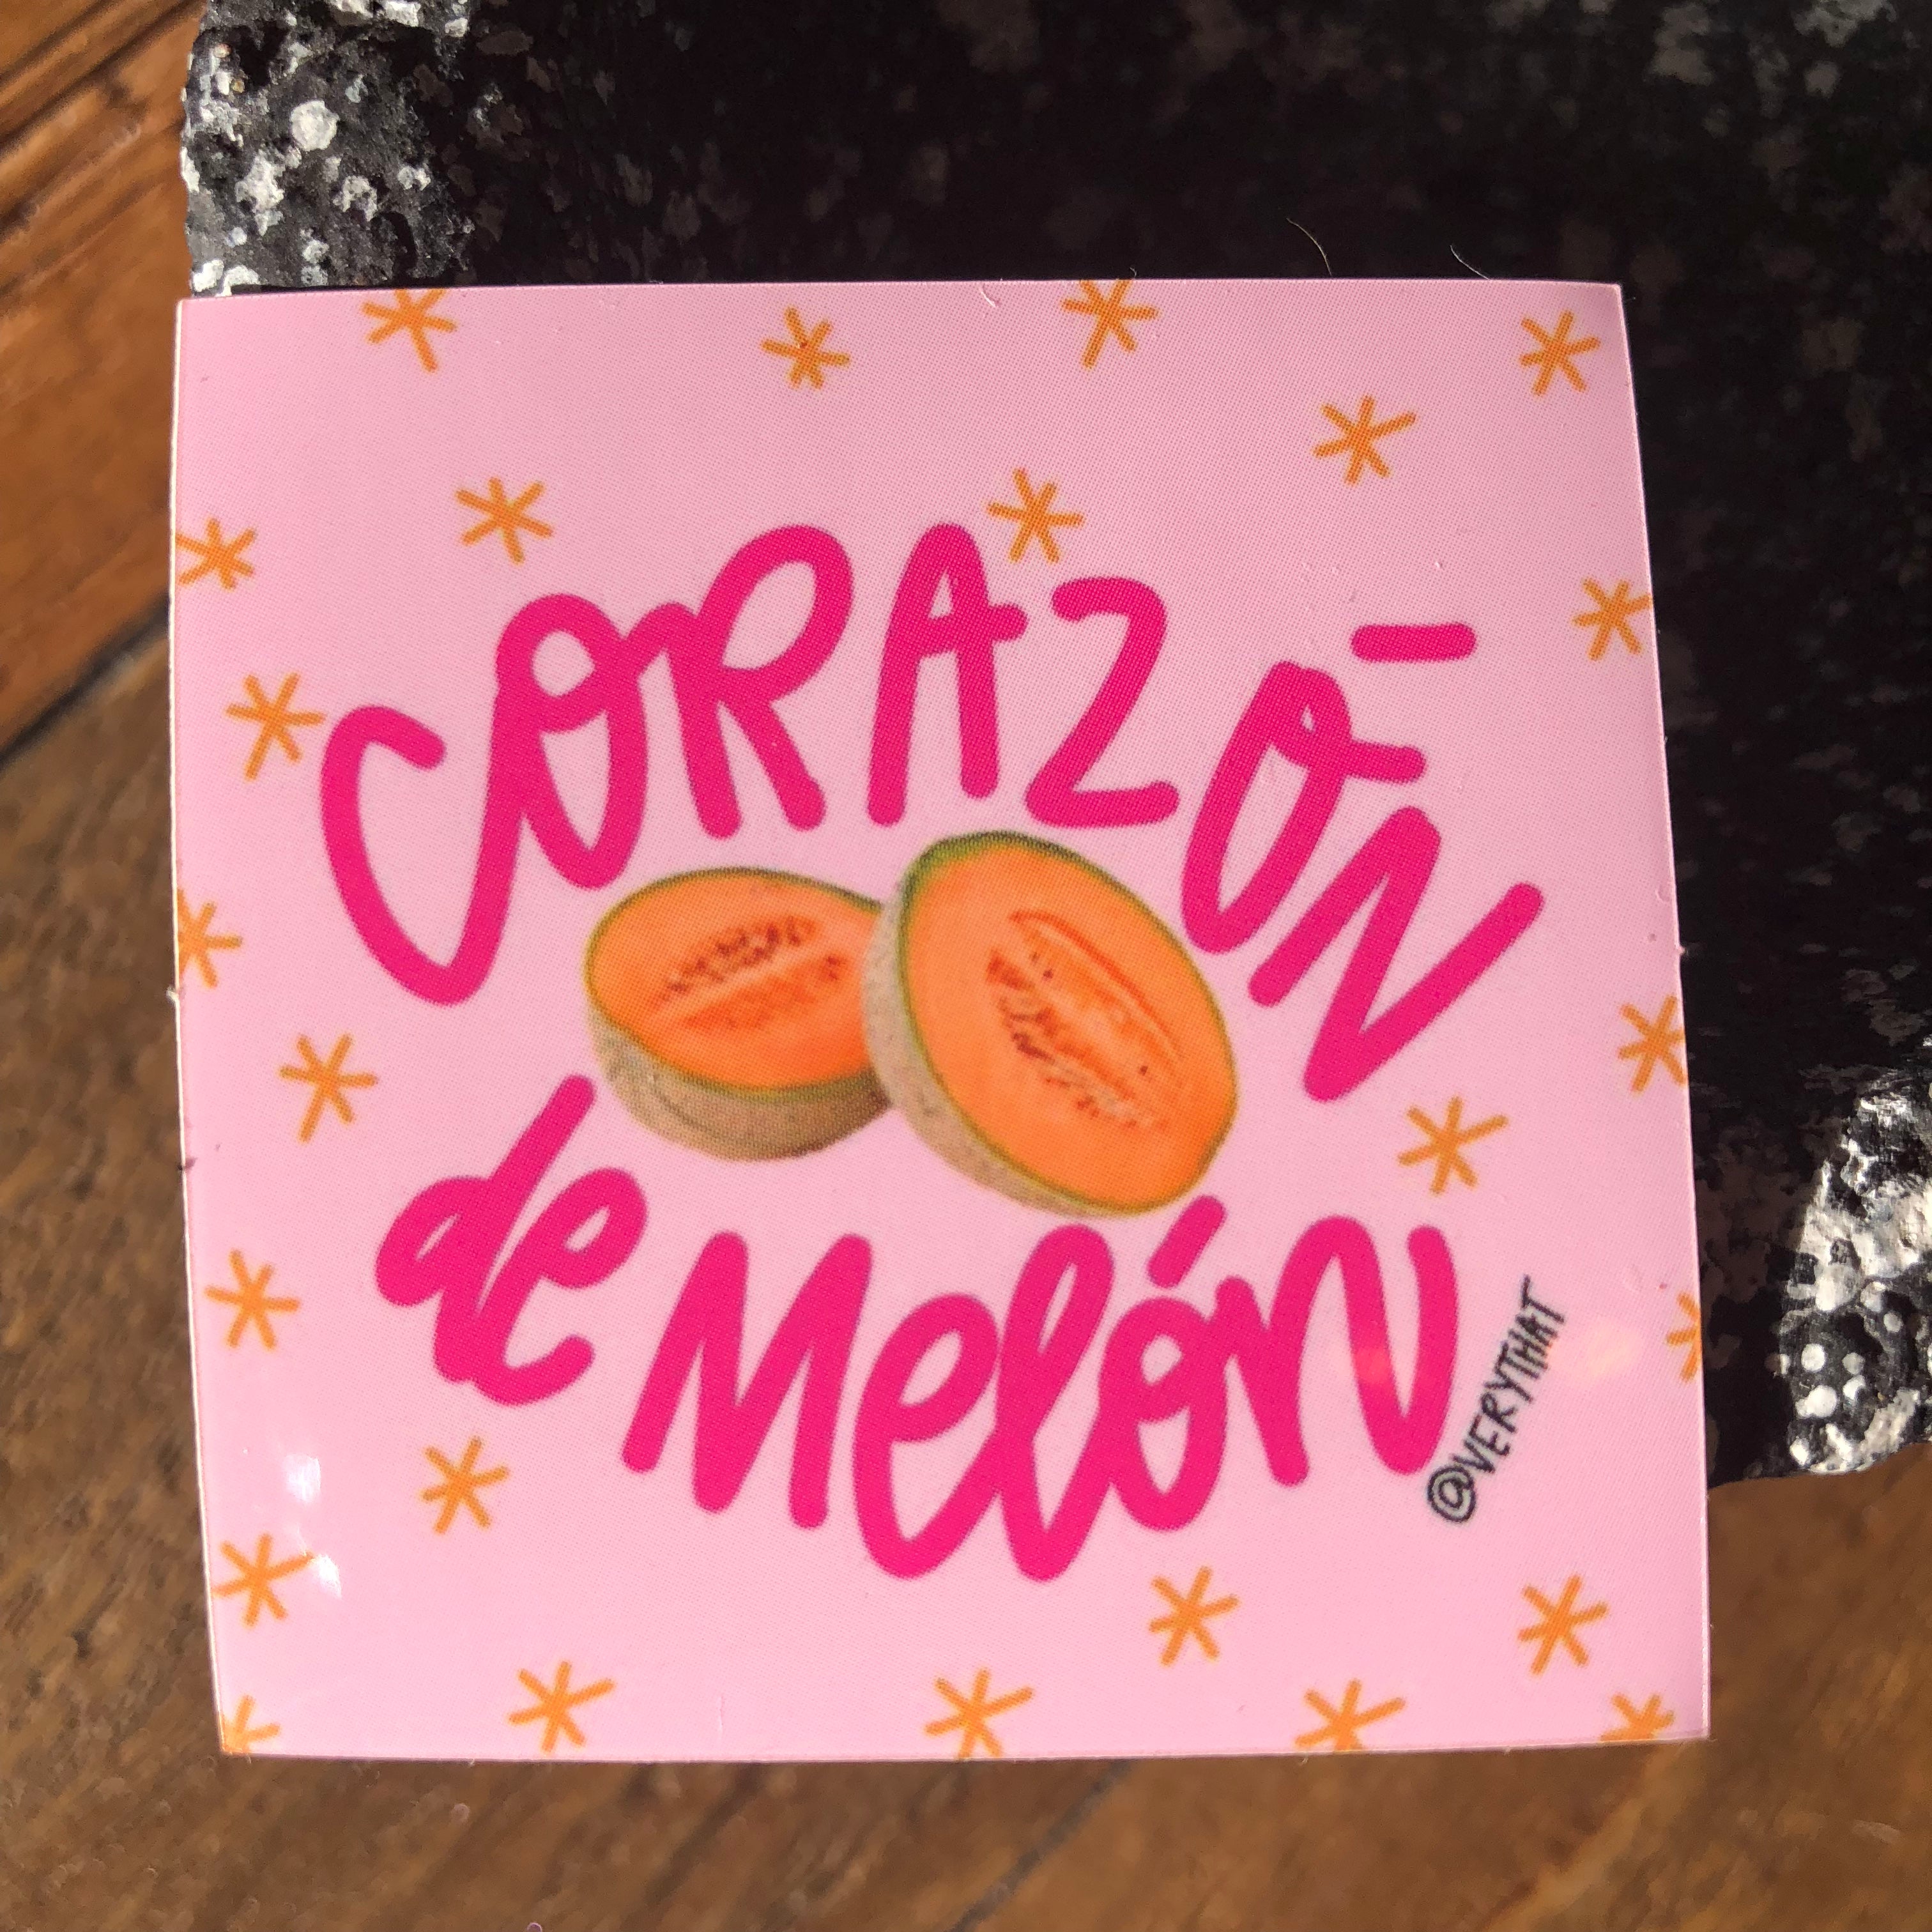 CORAZÓN
de Melón
@VERYTHAT